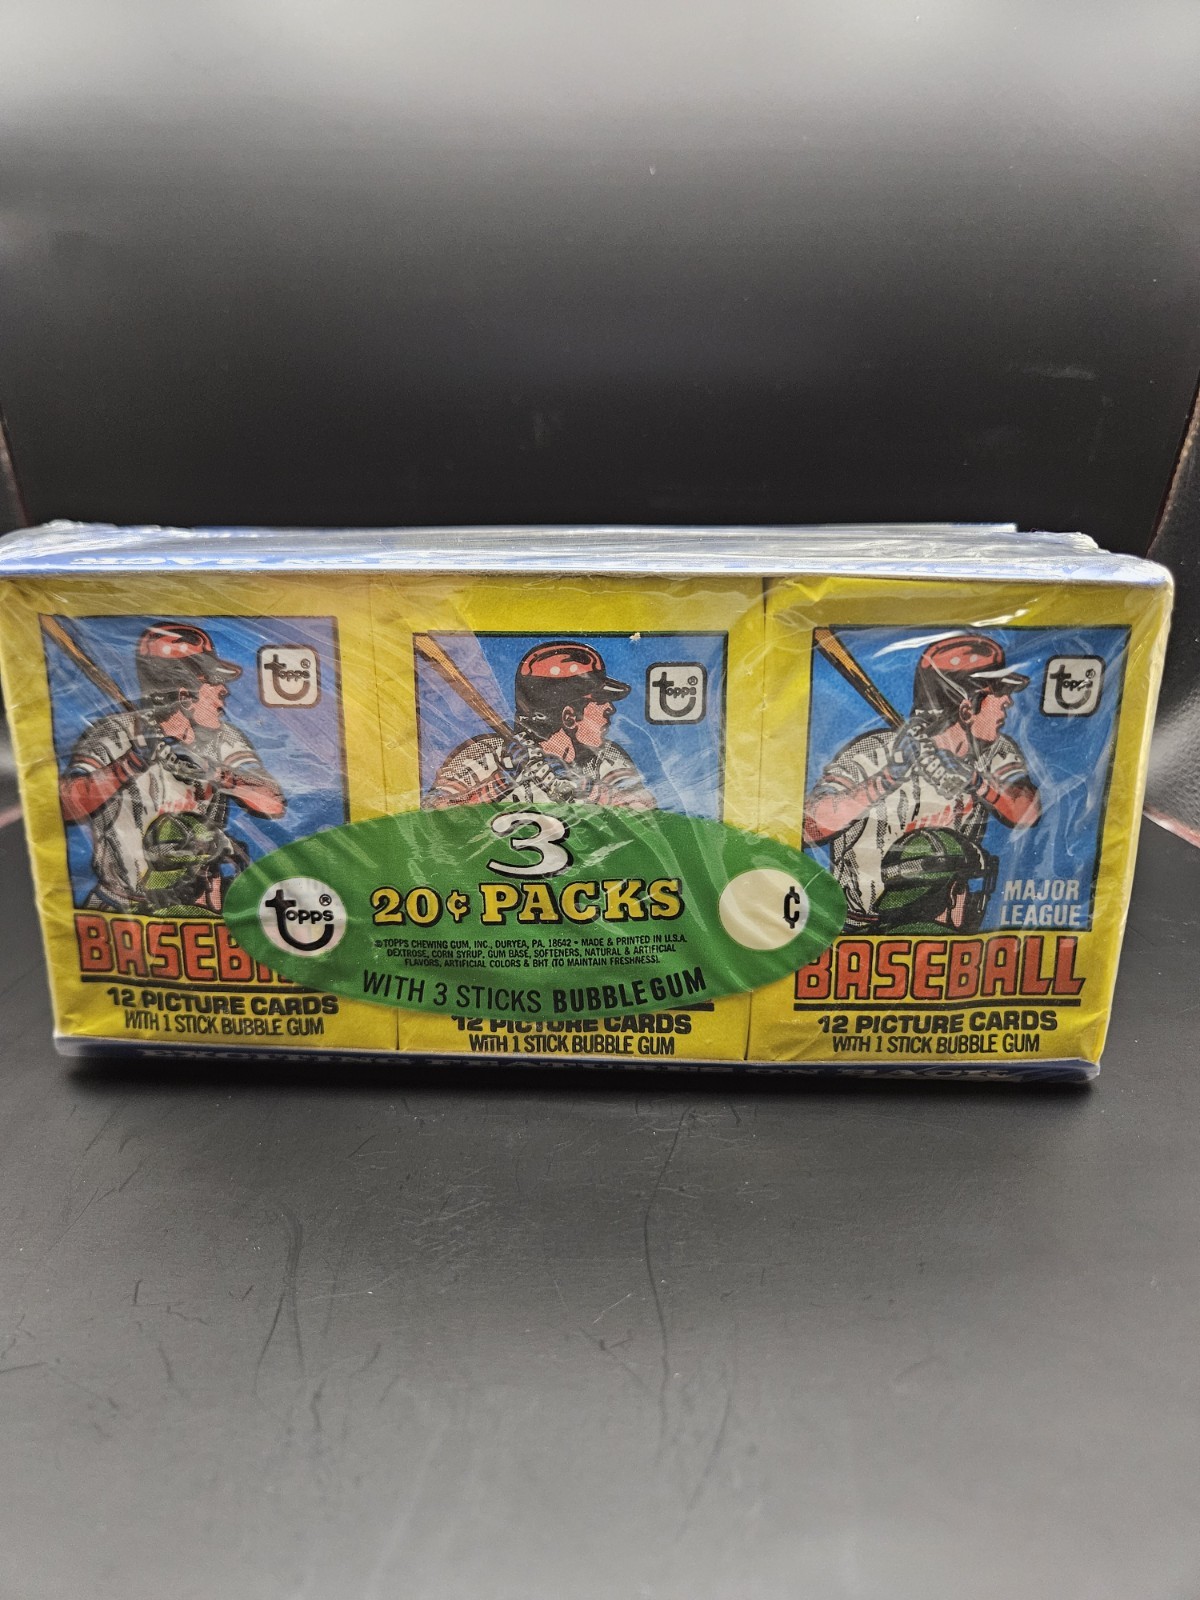 topps®
topps®
topps®
3
20¢ PACKS
topps®
¢
©TOPPS CHEWING GUM, INC., DURYEA, PA. 18642 • MADE & PRINTED IN U.S.A.
DEXTROSE, CORN SYRUP, GUM BASE, SOFTENERS, NATURAL & ARTIFICIAL
FLAVORS, ARTIFICIAL COLORS & BHT (TO MAINTAIN FRESHNESS).
WITH 3 STICKS BUBBLE GUM
BASEB
12 PICTURE CARDS
WITH 1 STICK BUBBLE GUM
12 PICTURE CARDS
WITH 1 STICK BUBBLE GUM
MAJOR
LEAGUE
BASEBALL
12 PICTURE CARDS
WITH 1 STICK BUBBLE GUM